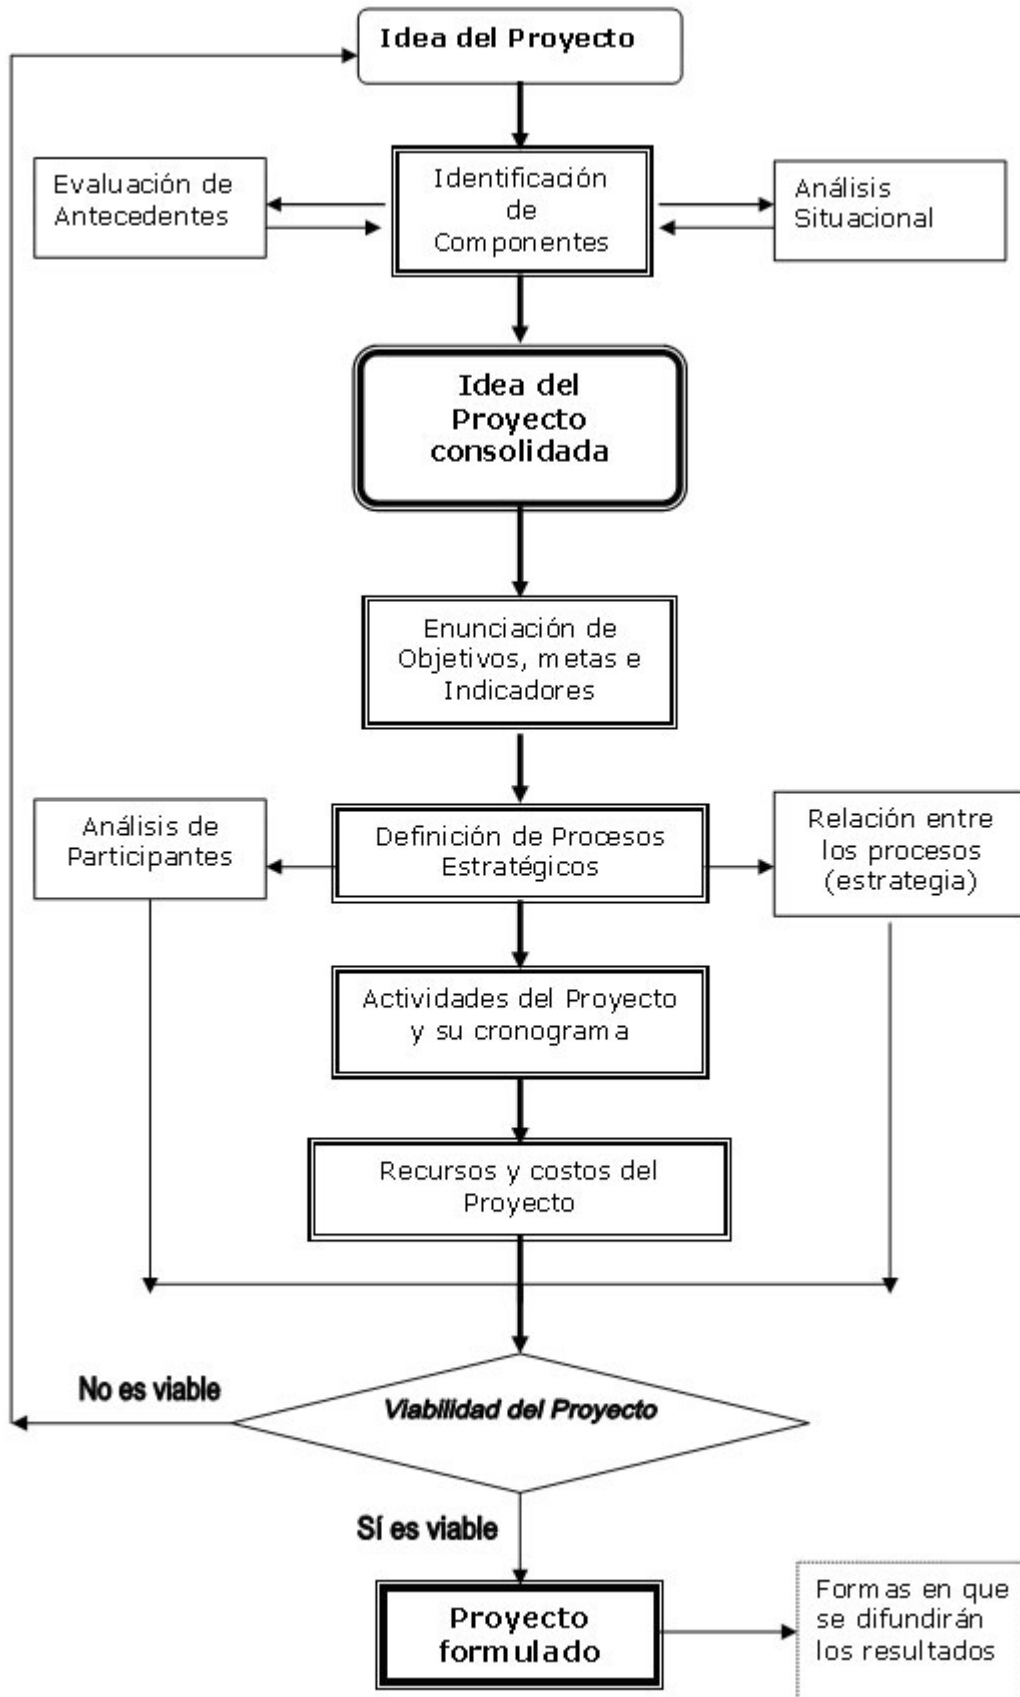 Idea del Proyecto
Evaluación de
Antecedentes
Identificación
de
Componentes
Análisis
Situacional
Idea del
Proyecto
consolidada
Enunciación de
Objetivos, metas e
Indicadores
Análisis de
Participantes
Definición de Procesos
Estratégicos
Relación entre
los procesos
(estrategia)
Actividades del Proyecto
y su cronograma
Recursos y costos del
Proyecto
No es viable
Viabilidad del Proyecto
Sí es viable
Proyecto
formulado
Formas en que
se difundirán
los resultados